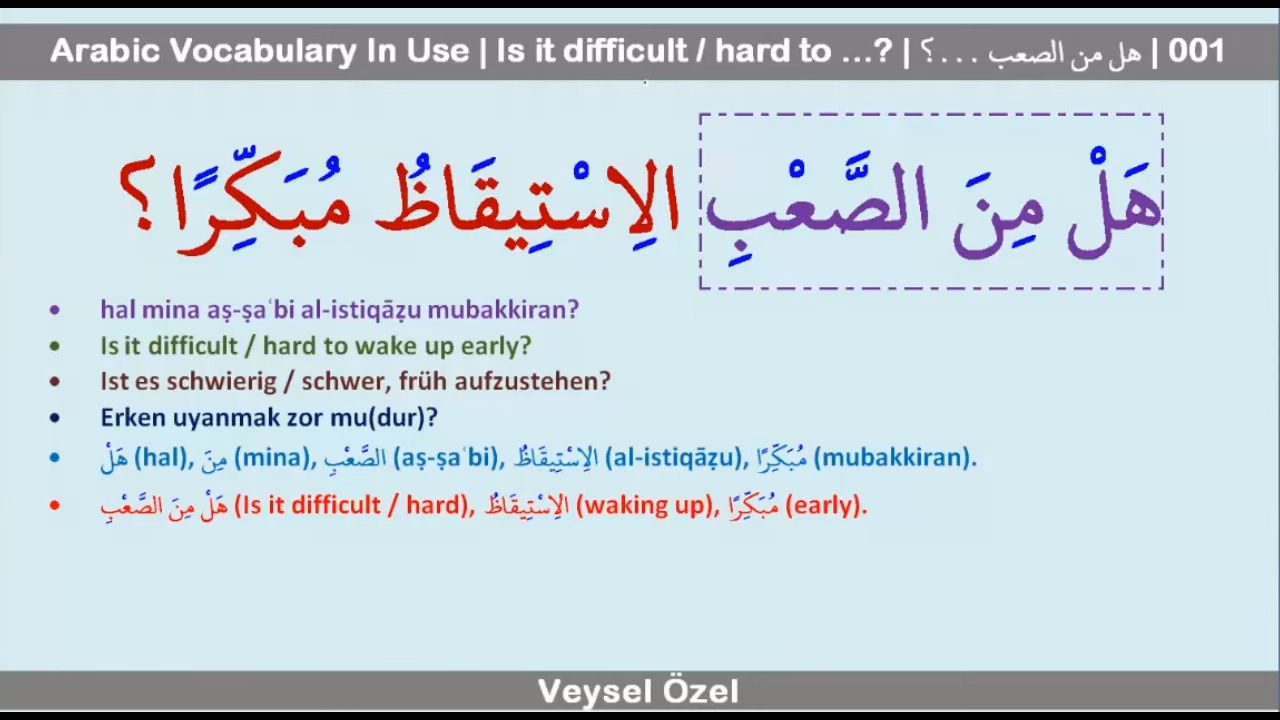 Arabic Vocabulary In Use | Is it difficult / hard to ...? | هل من الصعب ...؟ | 001
هَلْ مِنَ الصَّعْبِ الِاسْتِيقَاظُ مُبَكِّرًا؟
• hal mina aṣ-ṣaʿbi al-istiqāẓu mubakkiran?
• Is it difficult / hard to wake up early?
• Ist es schwierig / schwer, früh aufzustehen?
• Erken uyanmak zor mu(dur)?
• هَلْ (hal), مِنَ (mina), الصَّعْبِ (aṣ-ṣaʿbi), الِاسْتِيقَاظُ (al-istiqāẓu), مُبَكِّرًا (mubakkiran).
• هَلْ مِنَ الصَّعْبِ (Is it difficult / hard), الِاسْتِيقَاظُ (waking up), مُبَكِّرًا (early).
Veysel Özel